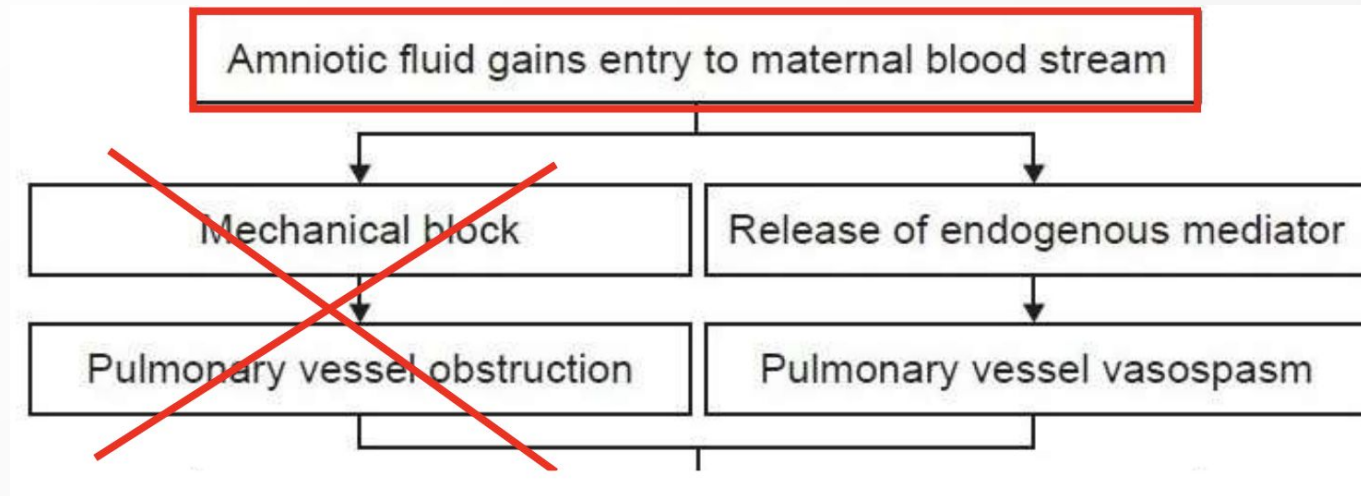 Amniotic fluid gains entry to maternal blood stream
Mechanical block
Release of endogenous mediator
Pulmonary vessel obstruction
Pulmonary vessel vasospasm